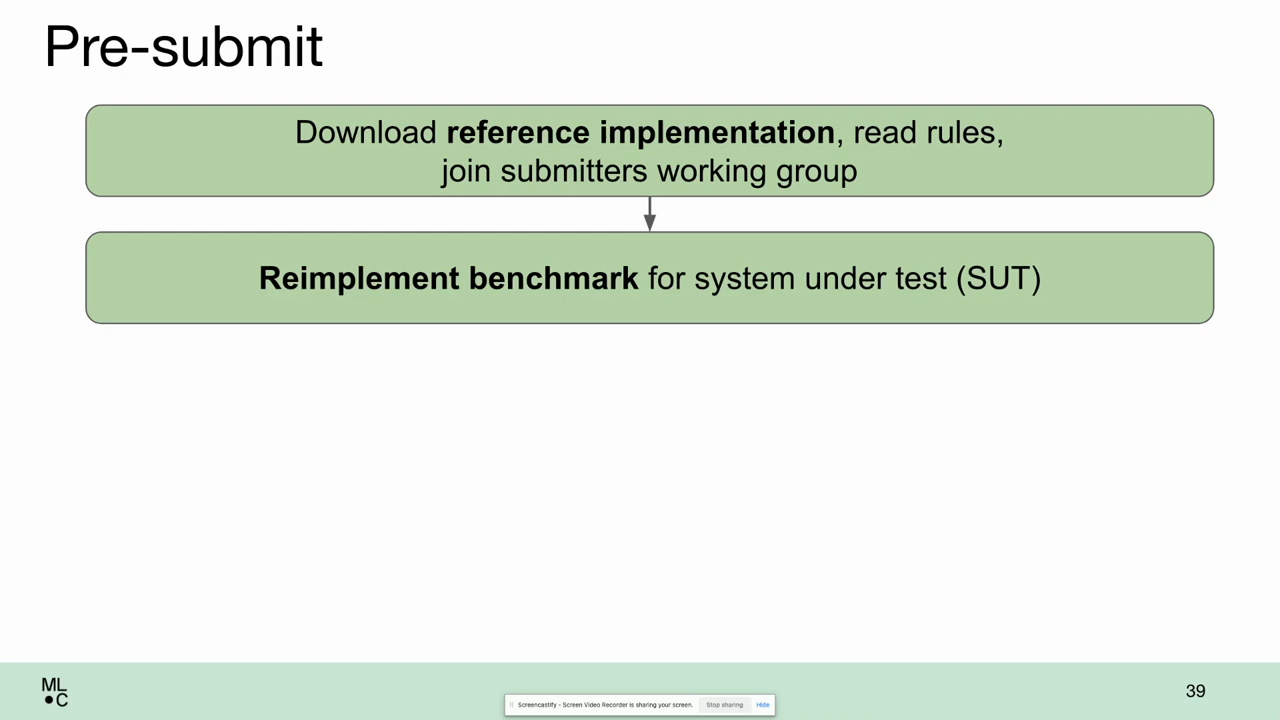 Pre-submit
Download reference implementation, read rules,
join submitters working group
Reimplement benchmark for system under test (SUT)
ML
C
39
Screencastify - Screen Video Recorder is sharing your screen.
Stop sharing
Hide